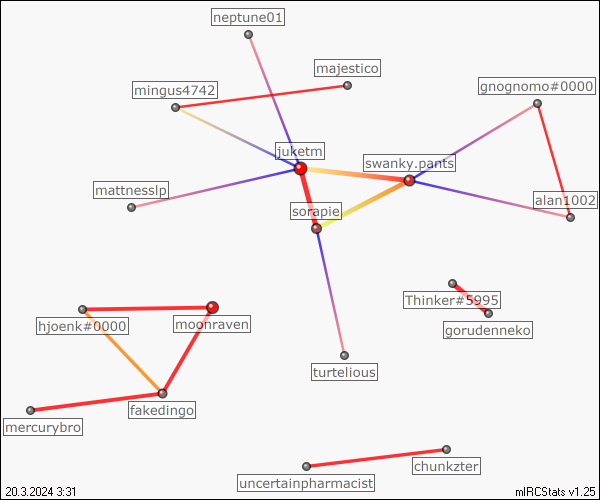 neptune01
majestico
mingus4742
gnognomo#0000
juketm
swanky.pants
mattnesslp
alan1002
sorapie
Thinker#5995
hjoenk#0000
moonraven
gorudenneko
turtelious
fakedingo
mercurybro
chunkzter
uncertainpharmacist
20.3.2024 3:31
mIRCStats v1.25